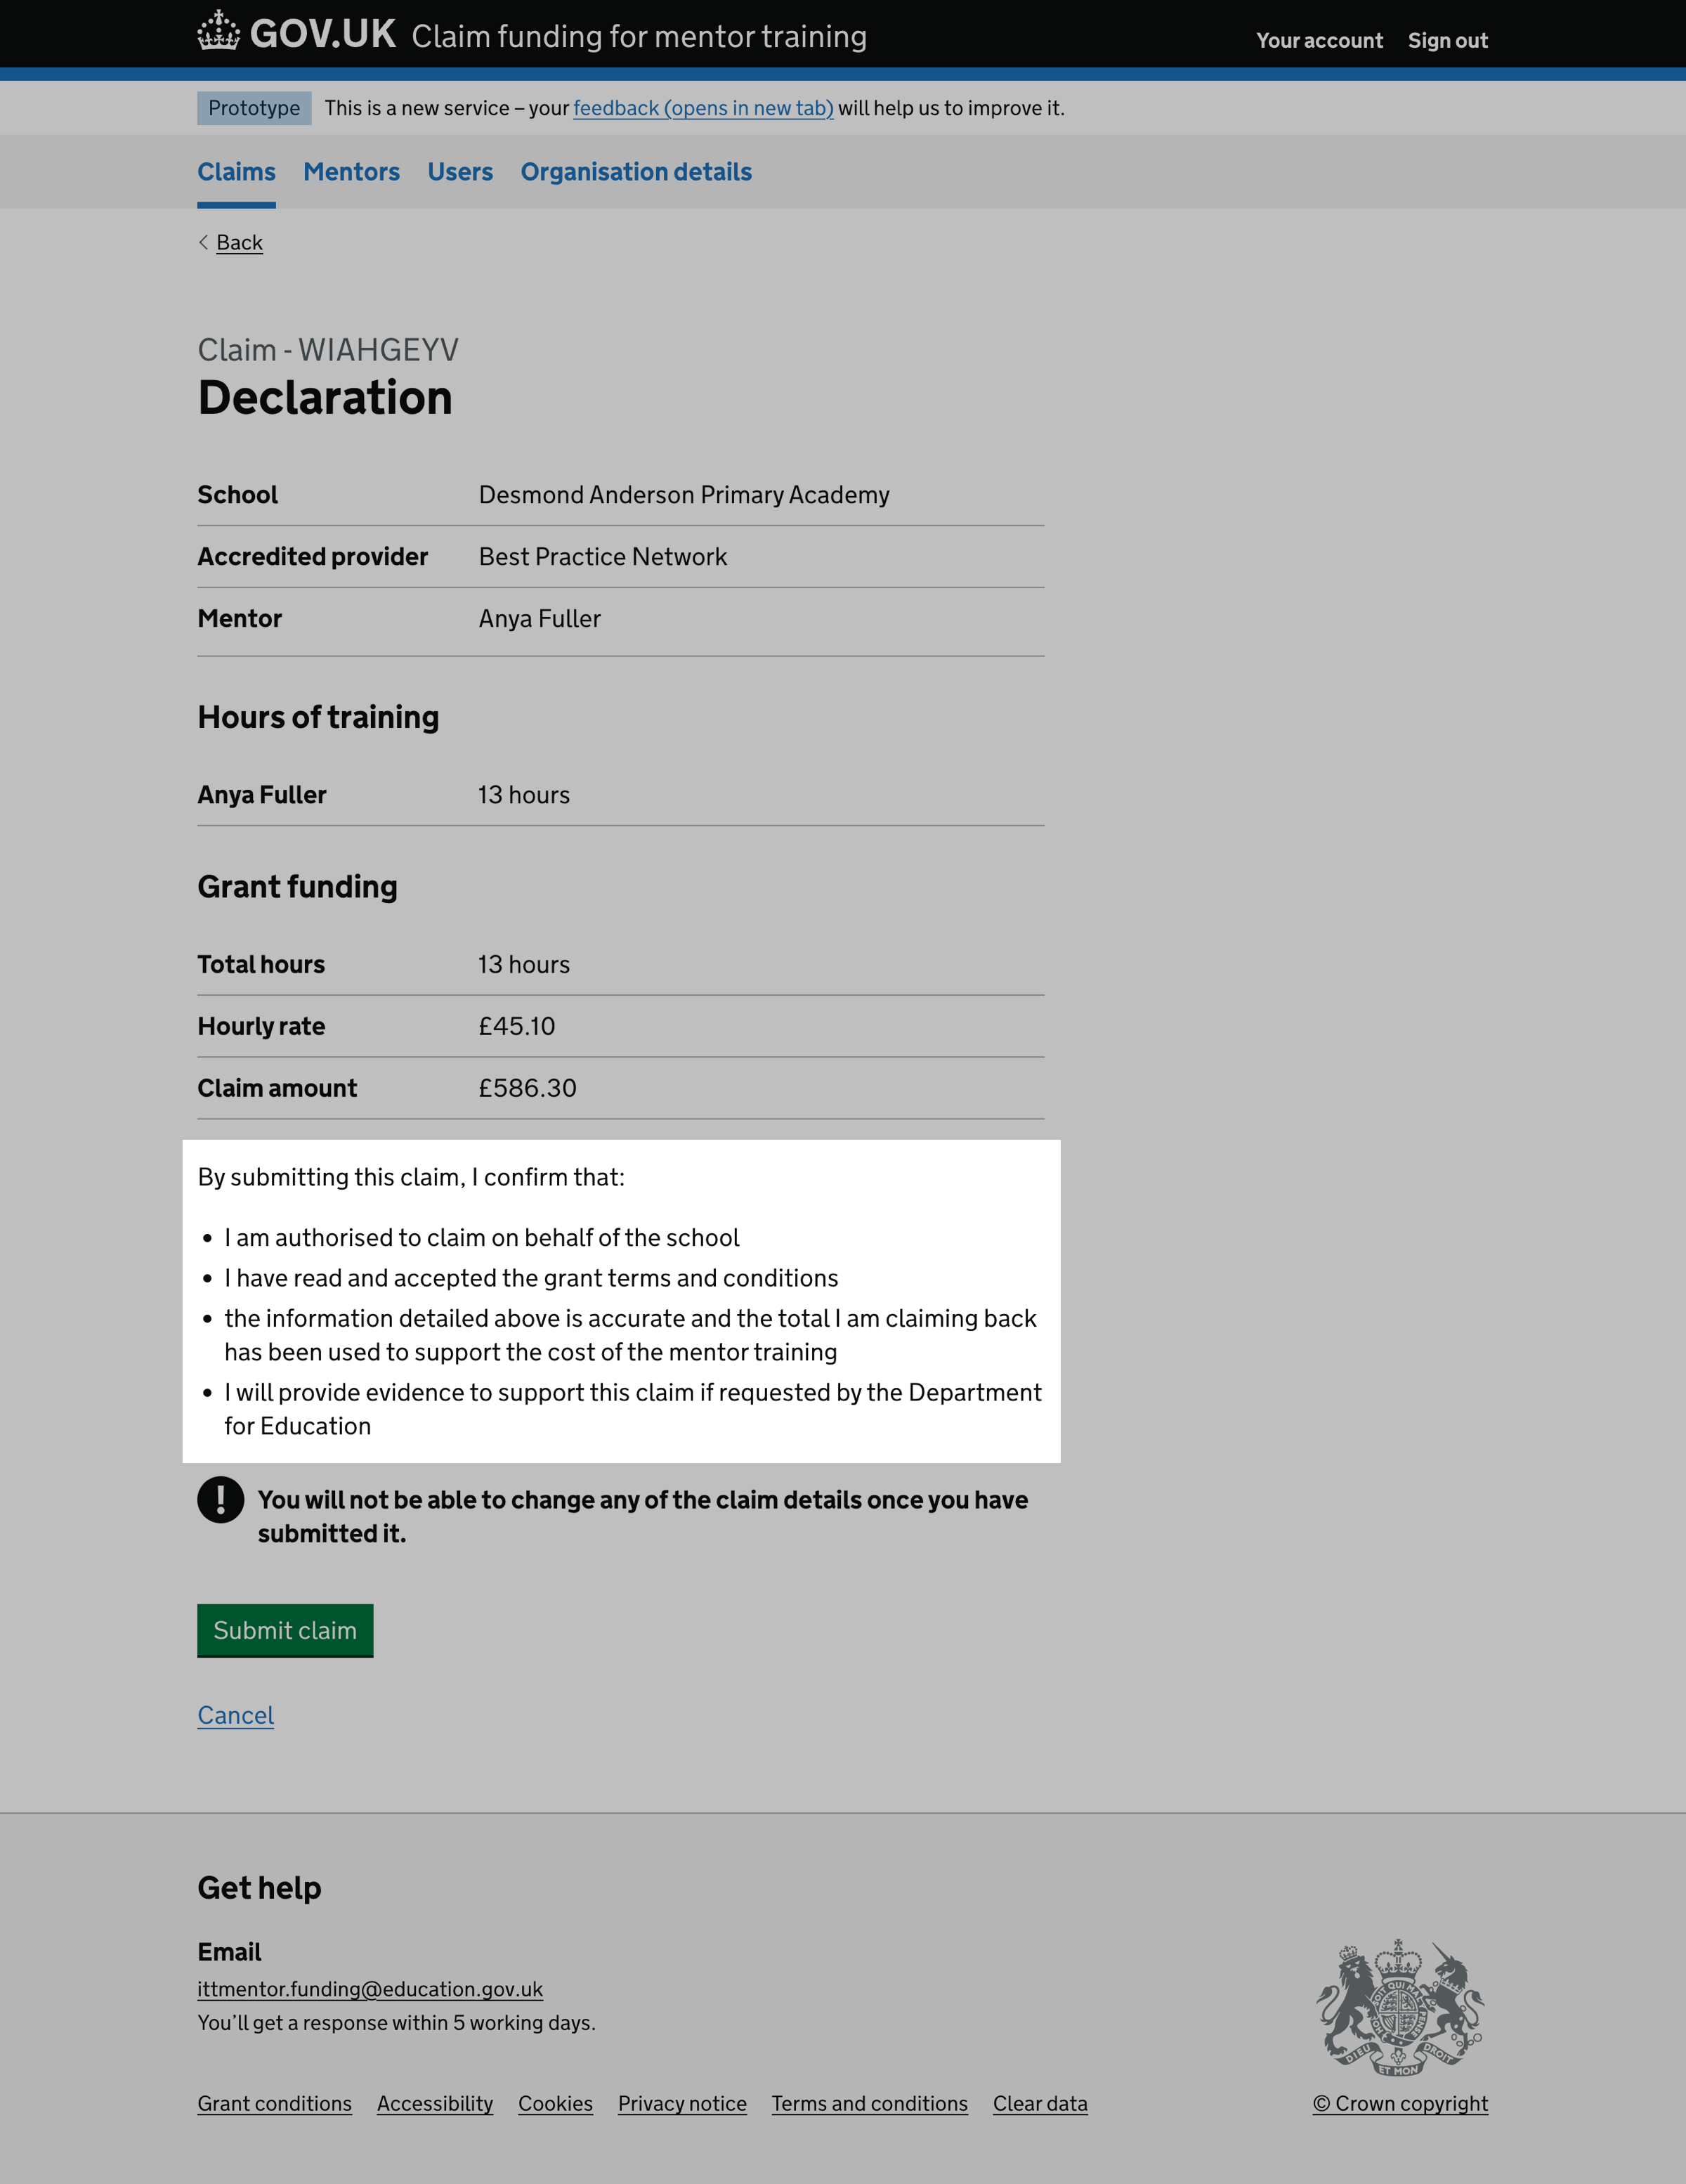 GOV.UK Claim funding for mentor training
Your account Sign out
Prototype This is a new service – your feedback (opens in new tab) will help us to improve it.
Claims Mentors Users Organisation details
Back
Claim - WIAHGEYV
Declaration
School Desmond Anderson Primary Academy
Accredited provider Best Practice Network
Mentor Anya Fuller
Hours of training
Anya Fuller 13 hours
Grant funding
Total hours 13 hours
Hourly rate £45.10
Claim amount £586.30
By submitting this claim, I confirm that:
• I am authorised to claim on behalf of the school
• I have read and accepted the grant terms and conditions
• the information detailed above is accurate and the total I am claiming back
has been used to support the cost of the mentor training
• I will provide evidence to support this claim if requested by the Department
for Education
! You will not be able to change any of the claim details once you have
submitted it.
Submit claim
Cancel
Get help
Email
ittmentor.funding@education.gov.uk
You’ll get a response within 5 working days.
DIEU ET MON DROIT
Grant conditions Accessibility Cookies Privacy notice Terms and conditions Clear data
© Crown copyright